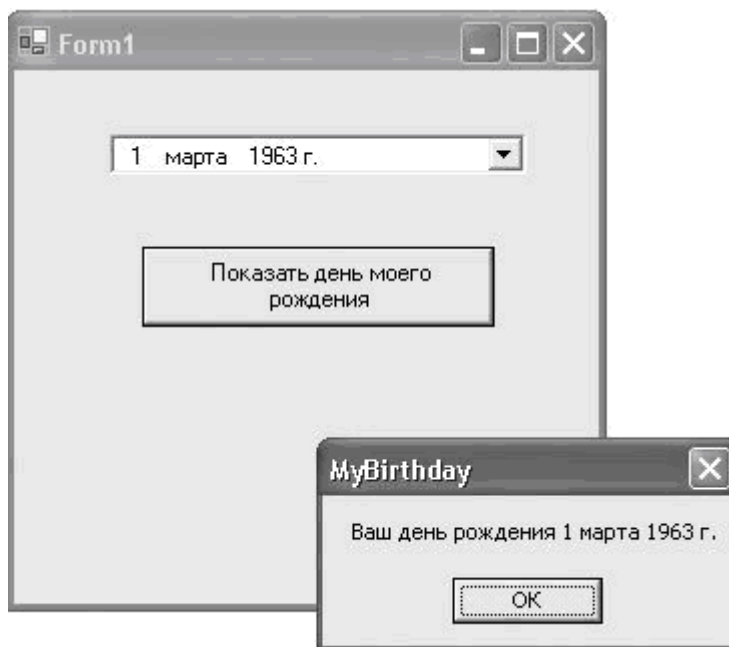 Form1
1 марта 1963 г.
Показать день моего
рождения
MyBirthday
Ваш день рождения 1 марта 1963 г.
OK